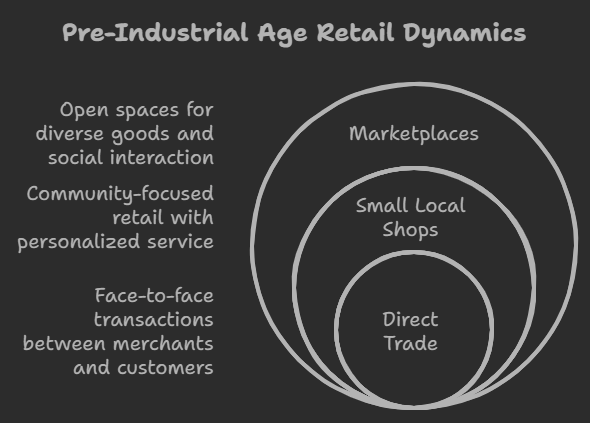 Pre-Industrial Age Retail Dynamics
Open spaces for
diverse goods and
social interaction
Marketplaces
Community-focused
retail with
personalized service
Small Local
Shops
Face-to-face
transactions
between merchants
and customers
Direct
Trade